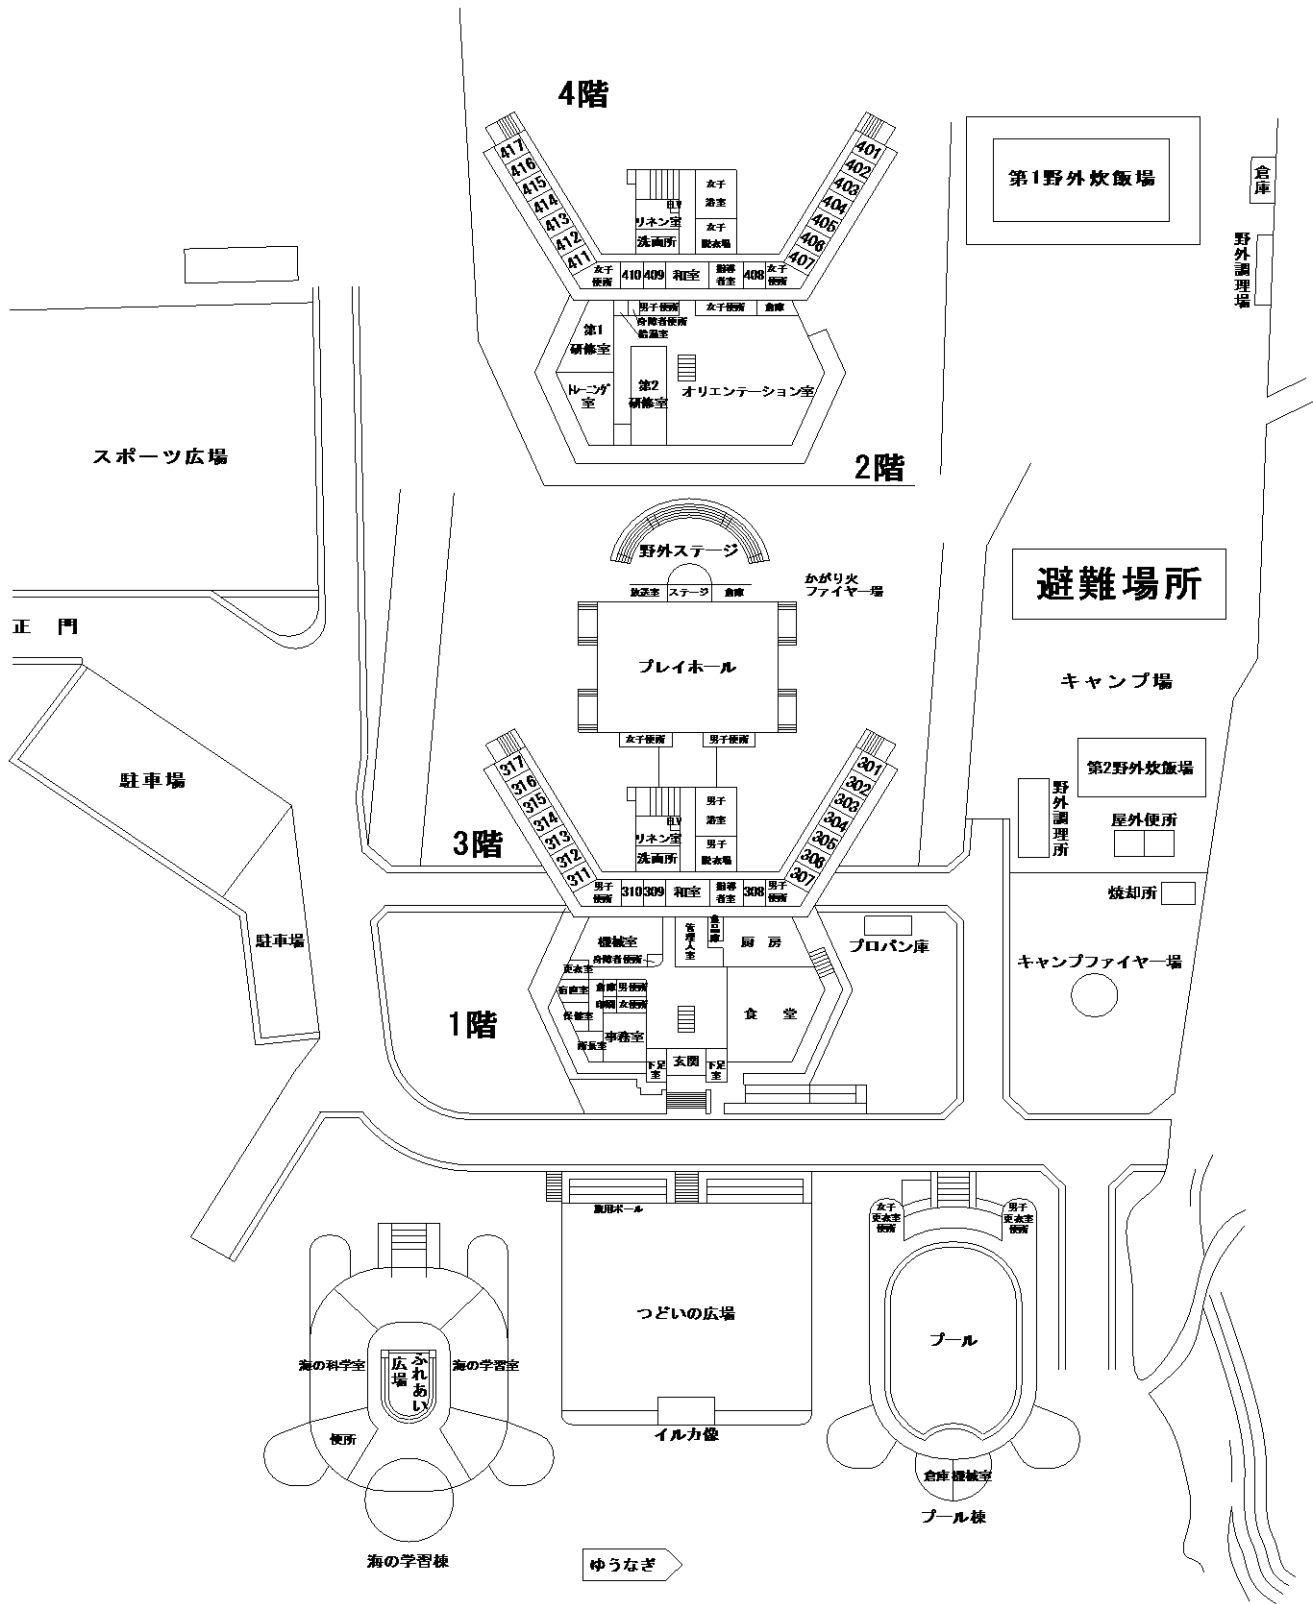 4階
417
416
415
414
413
412
411
401
402
403
404
405
406
407
女子
浴室
ELV
リネン室
女子
脱衣場
洗面所
女子
便所
410
409
和室
指導
者室
408
女子
便所
男子便所
女子便所
倉庫
身障者便所
給湯室
第1
研修室
トレーニング
室
第2
研修室
オリエンテーション室
2階
第1野外炊飯場
倉庫
野外調理場
スポーツ広場
正 門
駐車場
駐車場
野外ステージ
放送室
ステージ
倉庫
かがり火
ファイヤー場
プレイホール
女子便所
男子便所
避難場所
キャンプ場
第2野外炊飯場
野外調理所
屋外便所
焼却所
キャンプファイヤー場
3階
317
316
315
314
313
312
311
301
302
303
304
305
306
307
男子
浴室
ELV
リネン室
男子
脱衣場
洗面所
男子
便所
310
309
和室
指導
者室
308
男子
便所
プロパン庫
1階
機械室
身障者便所
管理人室
食品庫
厨 房
更衣室
宿直室
倉庫
男便所
印刷
女便所
保健室
所長室
事務室
食 堂
下足
室
玄関
下足
室
旗用ポール
つどいの広場
イルカ像
女子
更衣室
便所
男子
更衣室
便所
プール
倉庫
機械室
プール棟
海の科学室
ふれあい
広場
海の学習室
便所
海の学習棟
ゆうなぎ